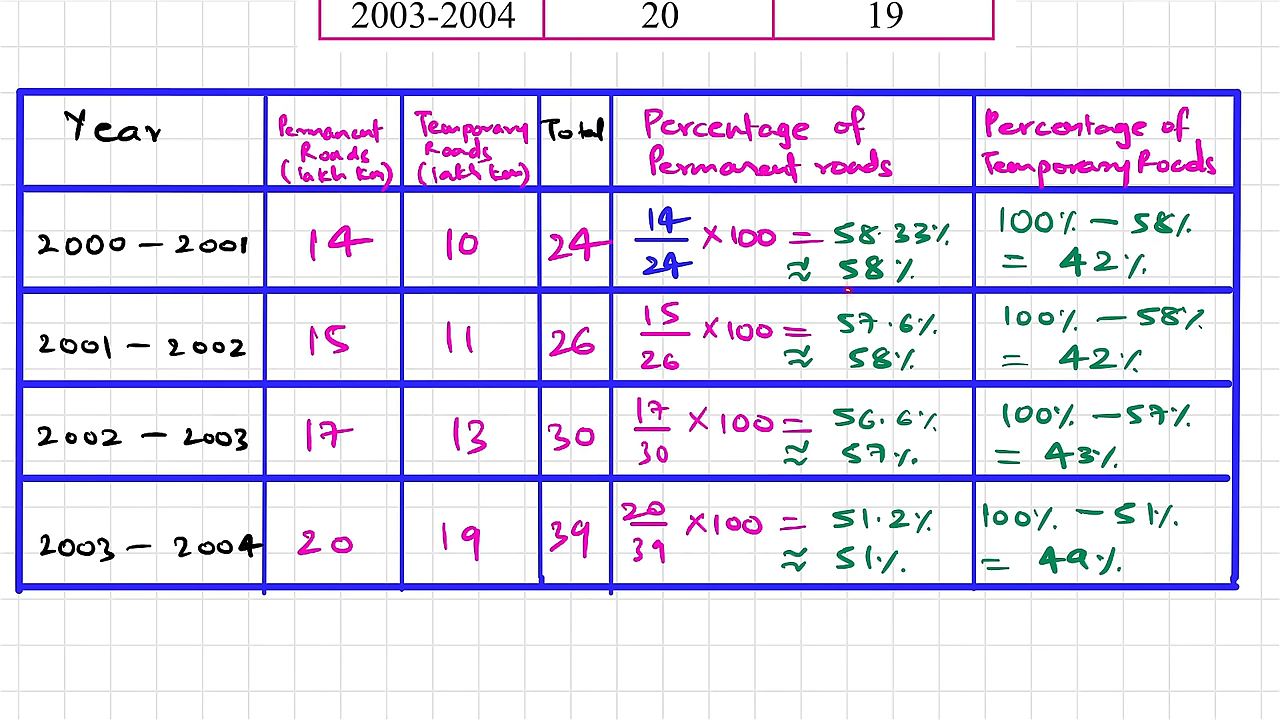 2003-2004 20 19
Year Permanent Roads (lakh km) Temporary Roads (lakh km) Total Percentage of Permanent roads Percentage of Temporary Roads
2000 - 2001 14 10 24 14/24 × 100 = 58.33% ≈ 58% 100% - 58% = 42%
2001 - 2002 15 11 26 15/26 × 100 = 57.6% ≈ 58% 100% - 58% = 42%
2002 - 2003 17 13 30 17/30 × 100 = 56.6% ≈ 57% 100% - 57% = 43%
2003 - 2004 20 19 39 20/39 × 100 = 51.2% ≈ 51% 100% - 51% = 49%